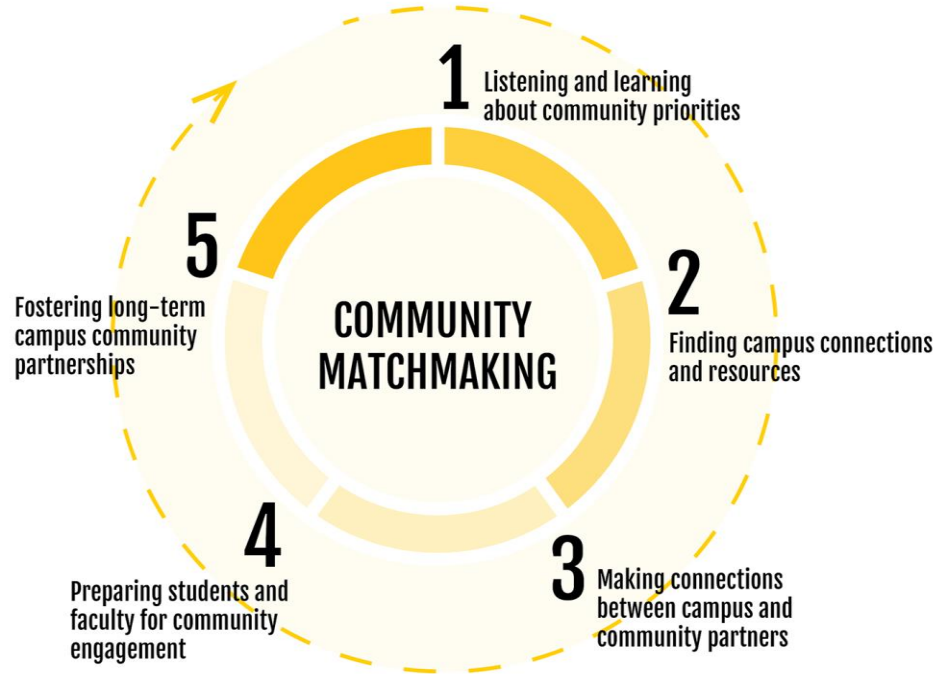 1
Listening and learning
about community priorities
2
Finding campus connections
and resources
3
Making connections
between campus and
community partners
4
Preparing students and
faculty for community
engagement
5
Fostering long-term
campus community
partnerships
COMMUNITY
MATCHMAKING